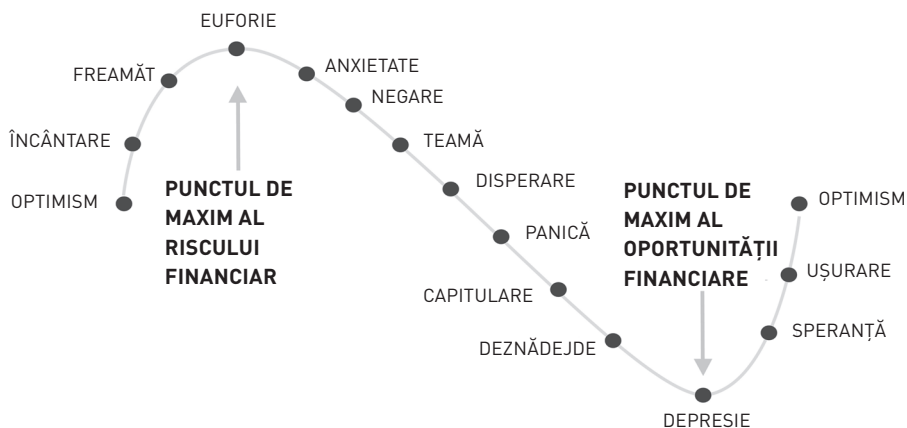 EUFORIE
FREAMĂT
ANXIETATE
NEGARE
ÎNCÂNTARE
TEAMĂ
OPTIMISM
PUNCTUL DE
MAXIM AL
RISCULUI
FINANCIAR
DISPERARE
PANICĂ
CAPITULARE
DEZNĂDEJDE
PUNCTUL DE
MAXIM AL
OPORTUNITĂȚII
FINANCIARE
OPTIMISM
UȘURARE
SPERANȚĂ
DEPRESIE